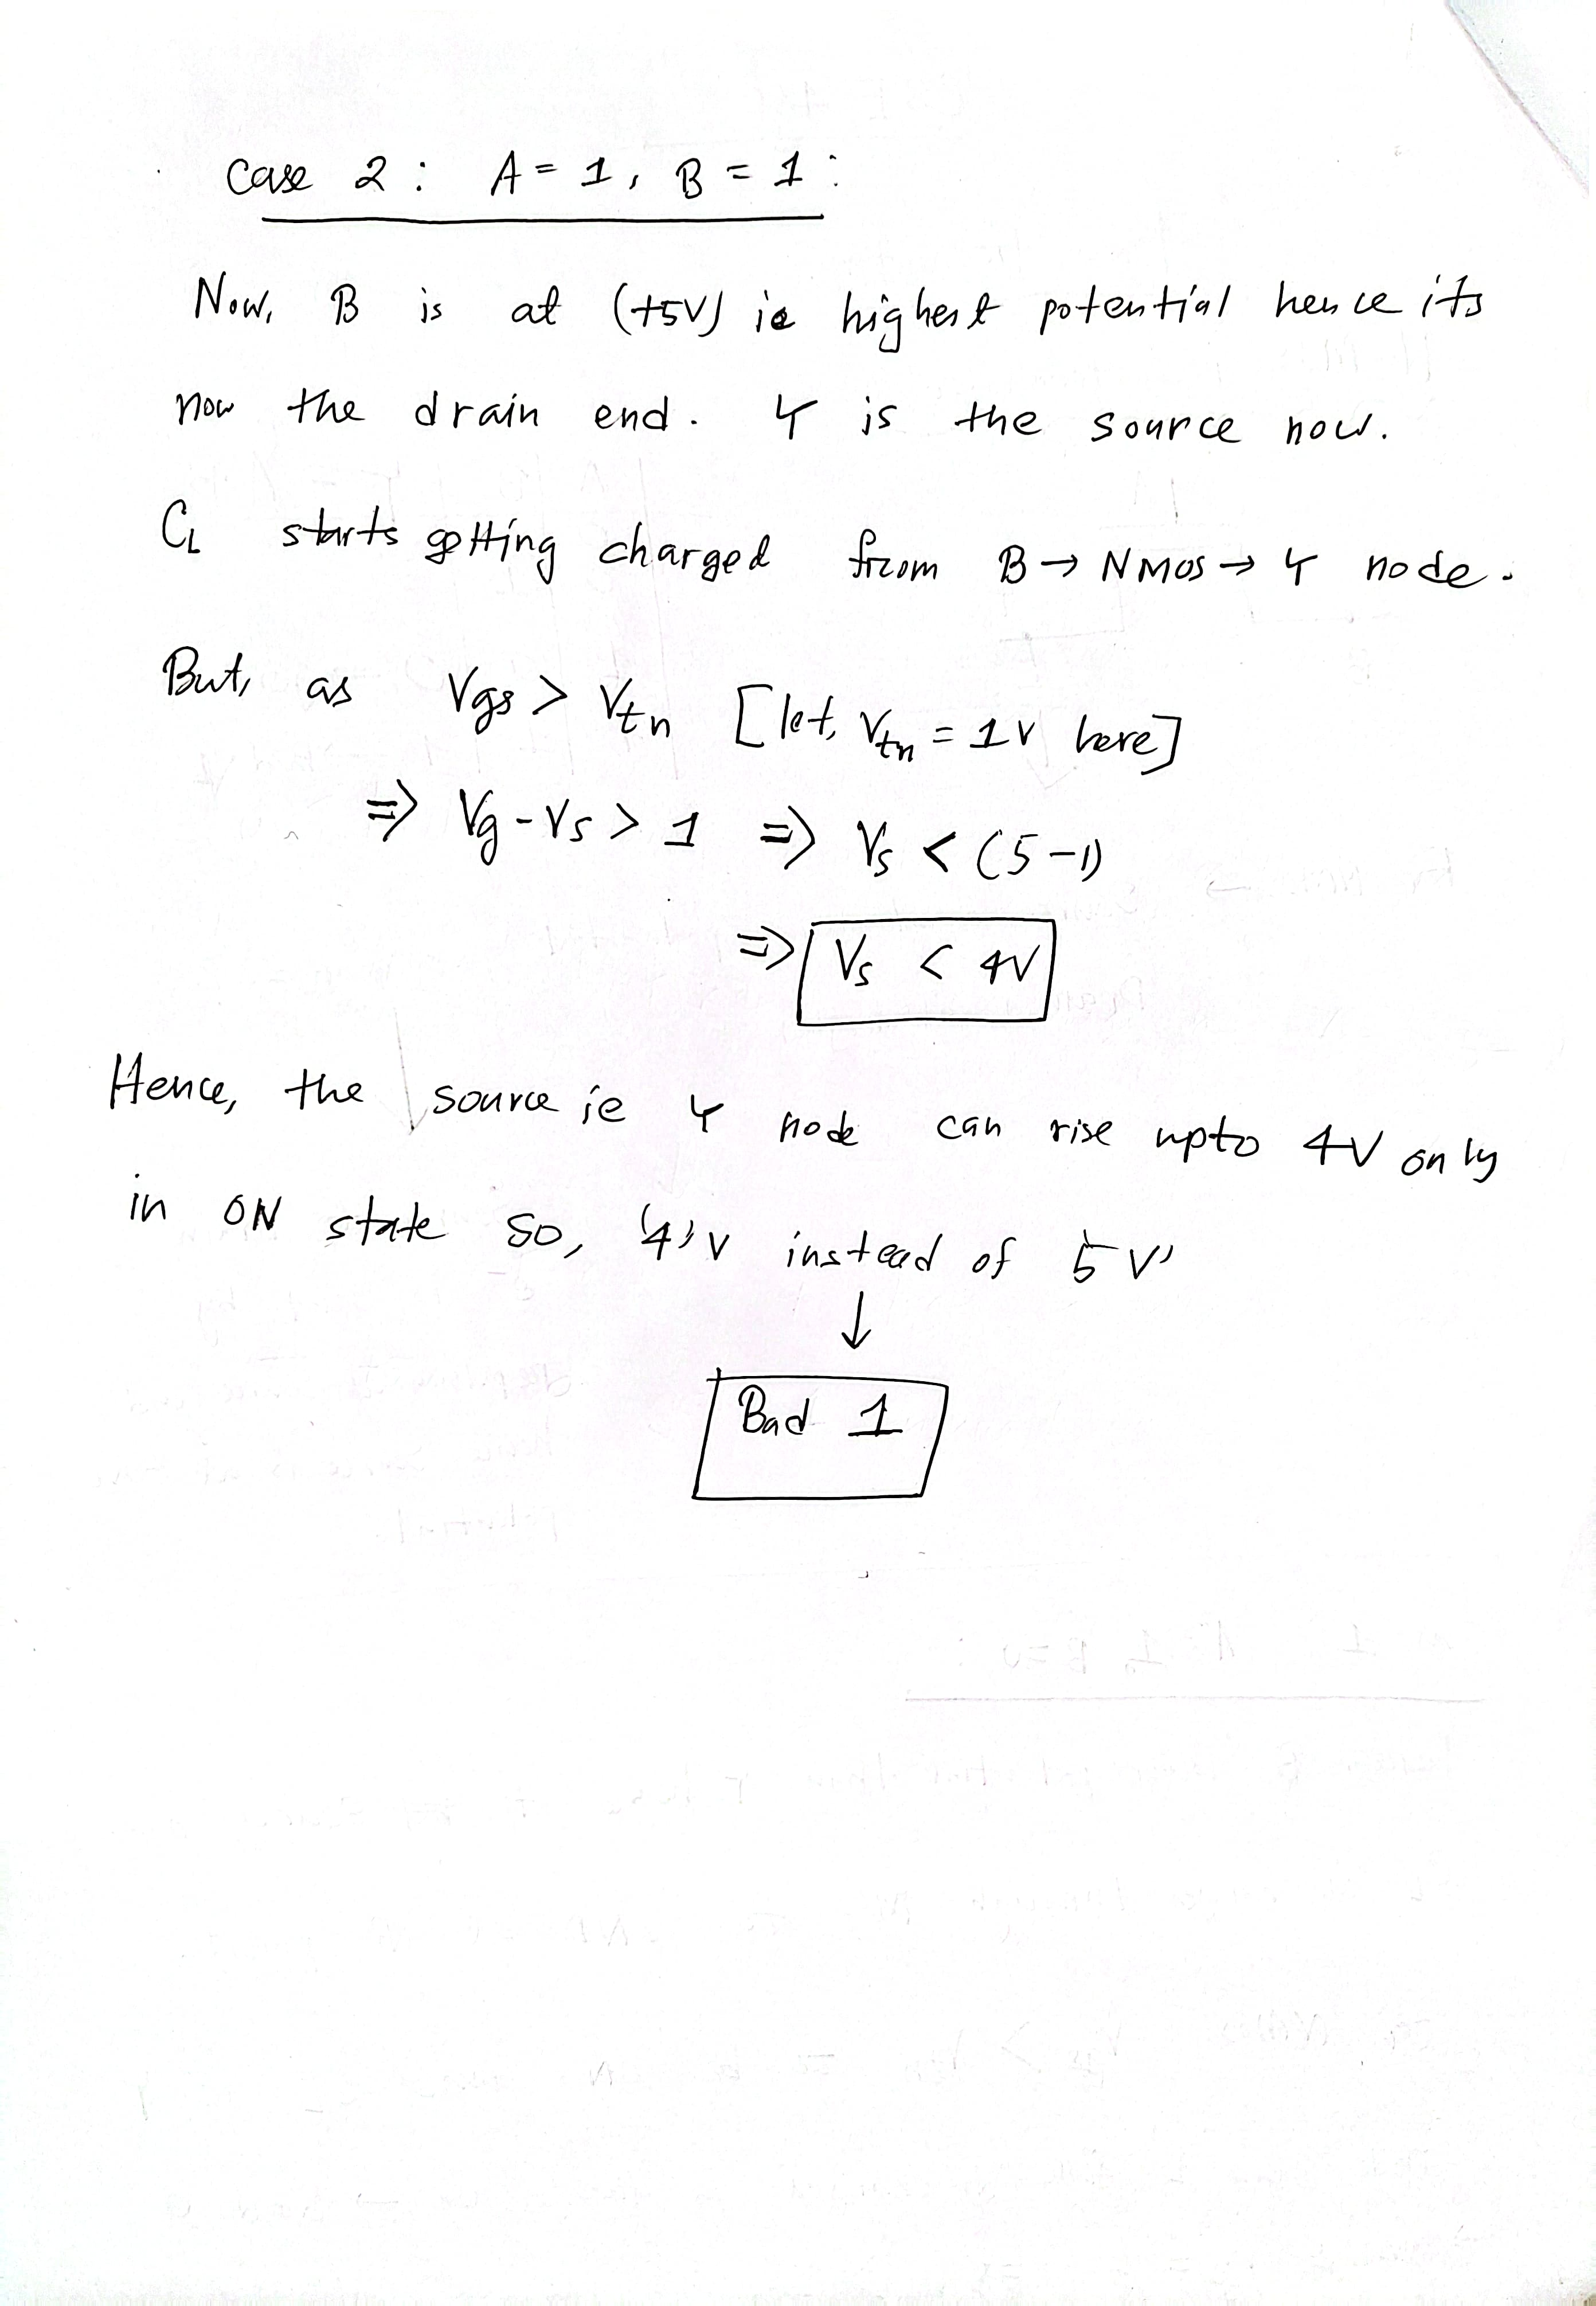 Case 2: A = 1, B = 1:
Now, B is at (+5V) ie highest potential hence its
now the drain end. Y is the source now.
CL starts getting charged from B → NMOS → Y node.
But, as Vgs > Vtn [let, Vtn = 1V here]
=> Vg - Vs > 1 => Vs < (5-1)
=> Vs < 4V
Hence, the source ie Y node can rise upto 4V only
in ON state so, '4'V instead of 5V'
↓
Bad 1